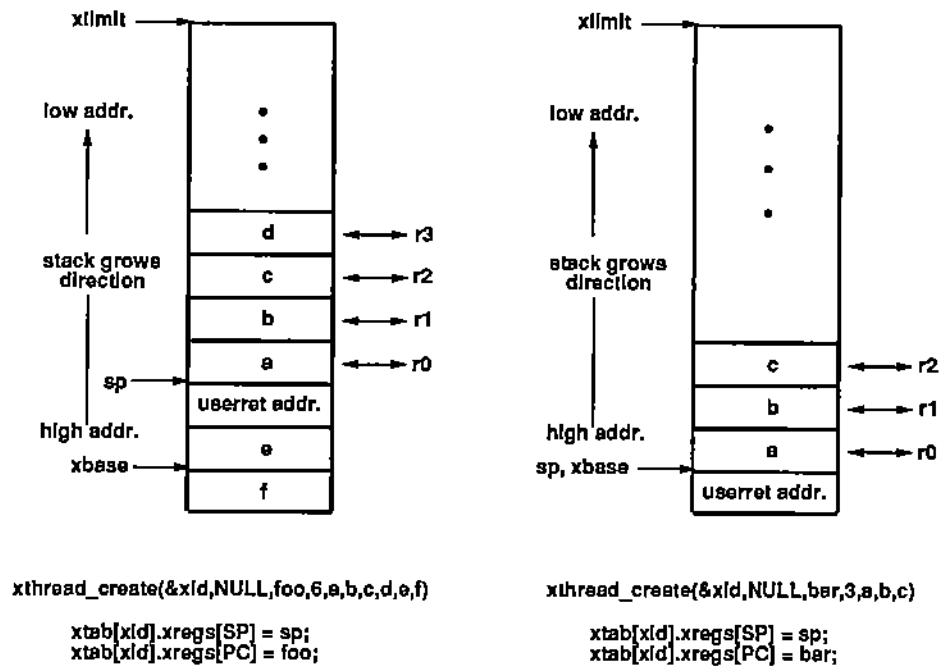 xlimit
low addr.
stack grows
direction
d
r3
c
r2
b
r1
a
r0
sp
userret addr.
high addr.
e
xbase
f
xthread_create(&xid,NULL,foo,6,a,b,c,d,e,f)
xtab[xid].xregs[SP] = sp;
xtab[xid].xregs[PC] = foo;
xlimit
low addr.
stack grows
direction
c
r2
b
r1
high addr.
a
r0
sp, xbase
userret addr.
xthread_create(&xid,NULL,bar,3,a,b,c)
xtab[xid].xregs[SP] = sp;
xtab[xid].xregs[PC] = bar;